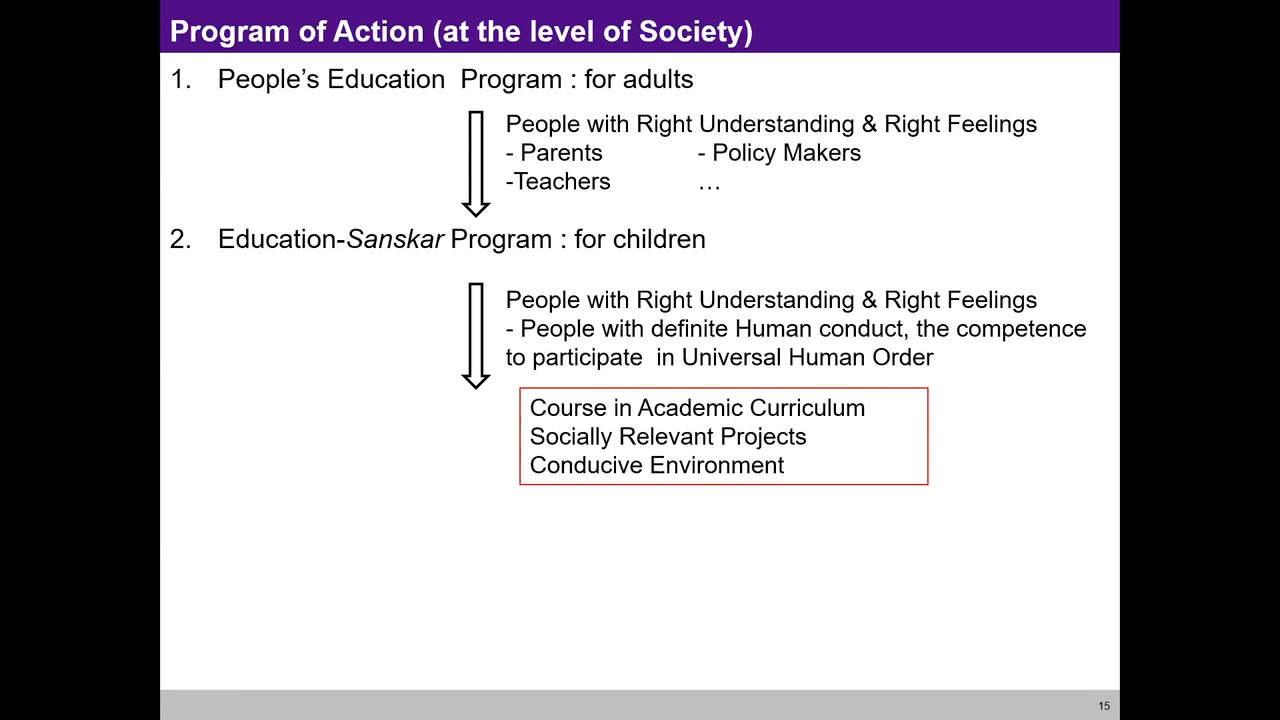 Program of Action (at the level of Society)
1. People’s Education Program : for adults
People with Right Understanding & Right Feelings
- Parents - Policy Makers
-Teachers …
2. Education-Sanskar Program : for children
People with Right Understanding & Right Feelings
- People with definite Human conduct, the competence
to participate in Universal Human Order
Course in Academic Curriculum
Socially Relevant Projects
Conducive Environment
15